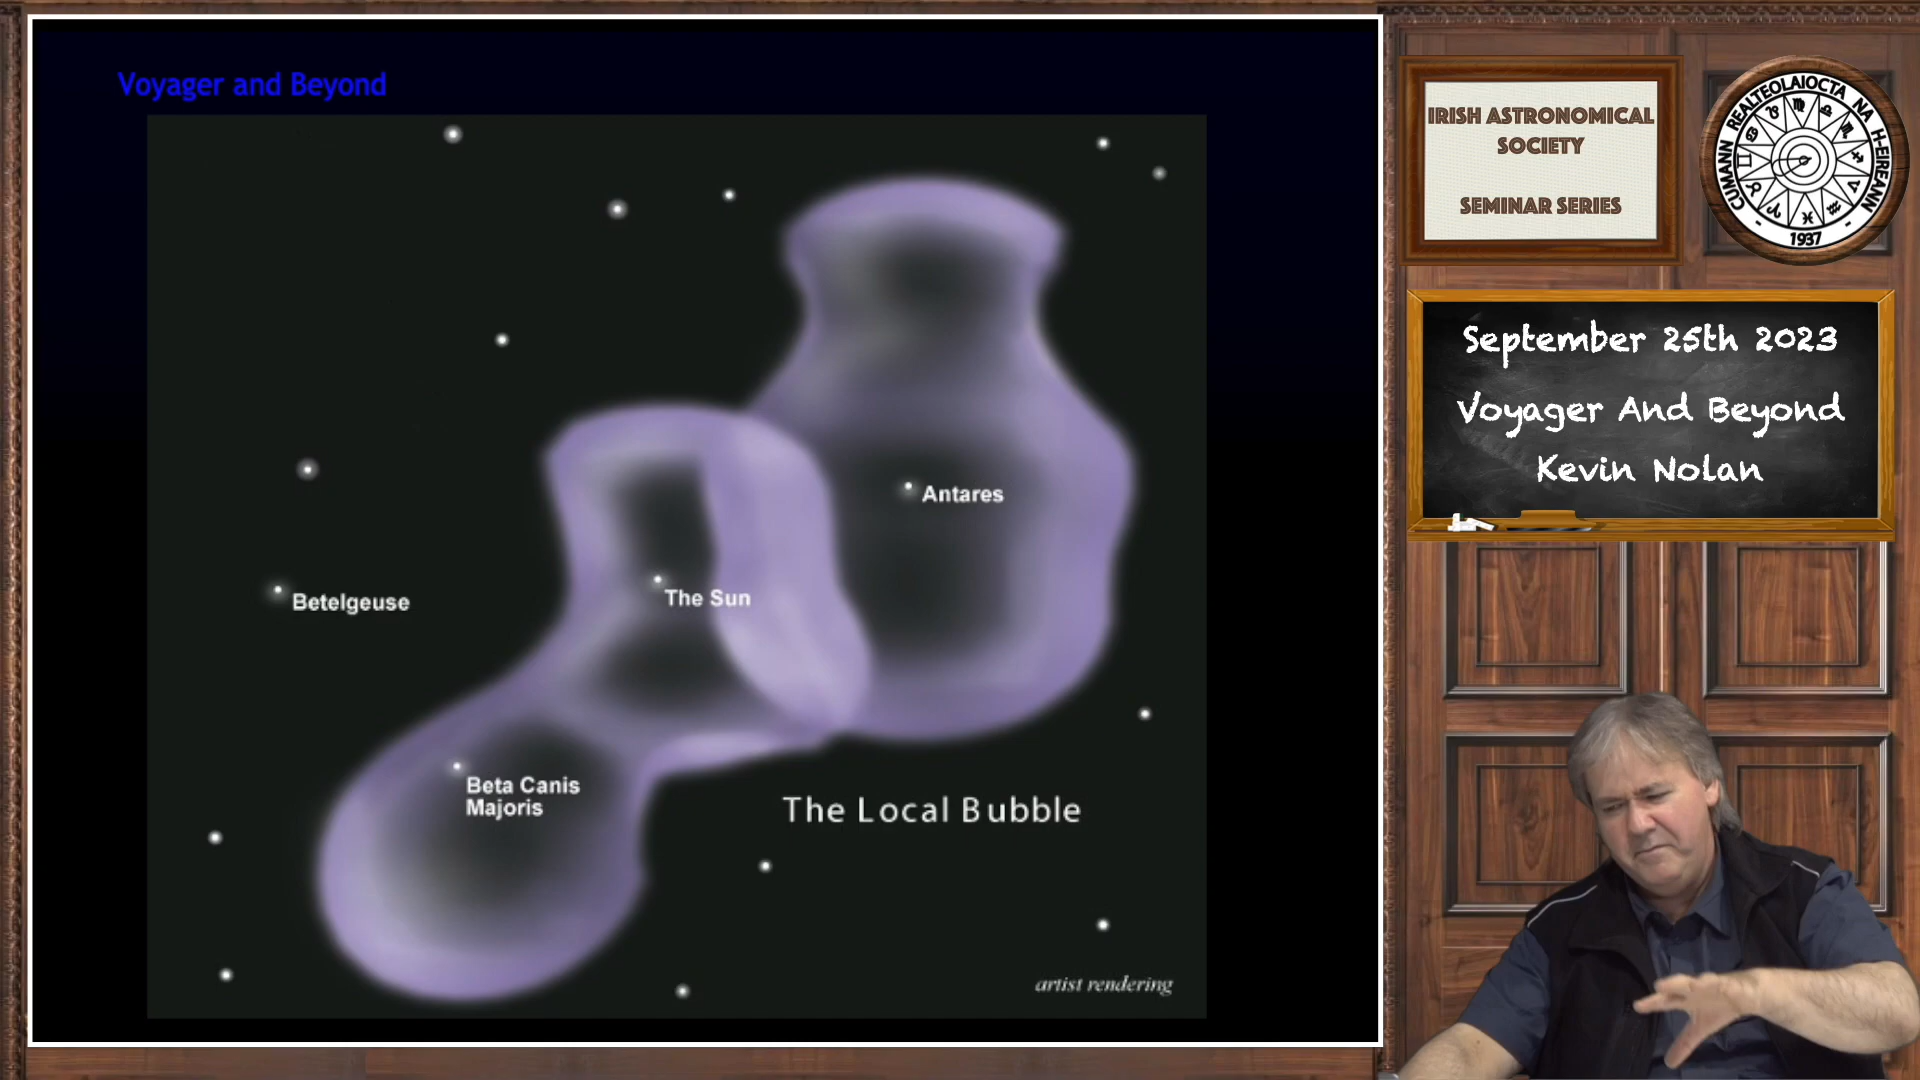 Voyager and Beyond
Antares
The Sun
Betelgeuse
Beta Canis
Majoris
The Local Bubble
artist rendering
IRISH ASTRONOMICAL
SOCIETY
SEMINAR SERIES
CUMANN REALTEOLAIOCTA NA H-EIREANN
- 1937 -
September 25th 2023
Voyager And Beyond
Kevin Nolan